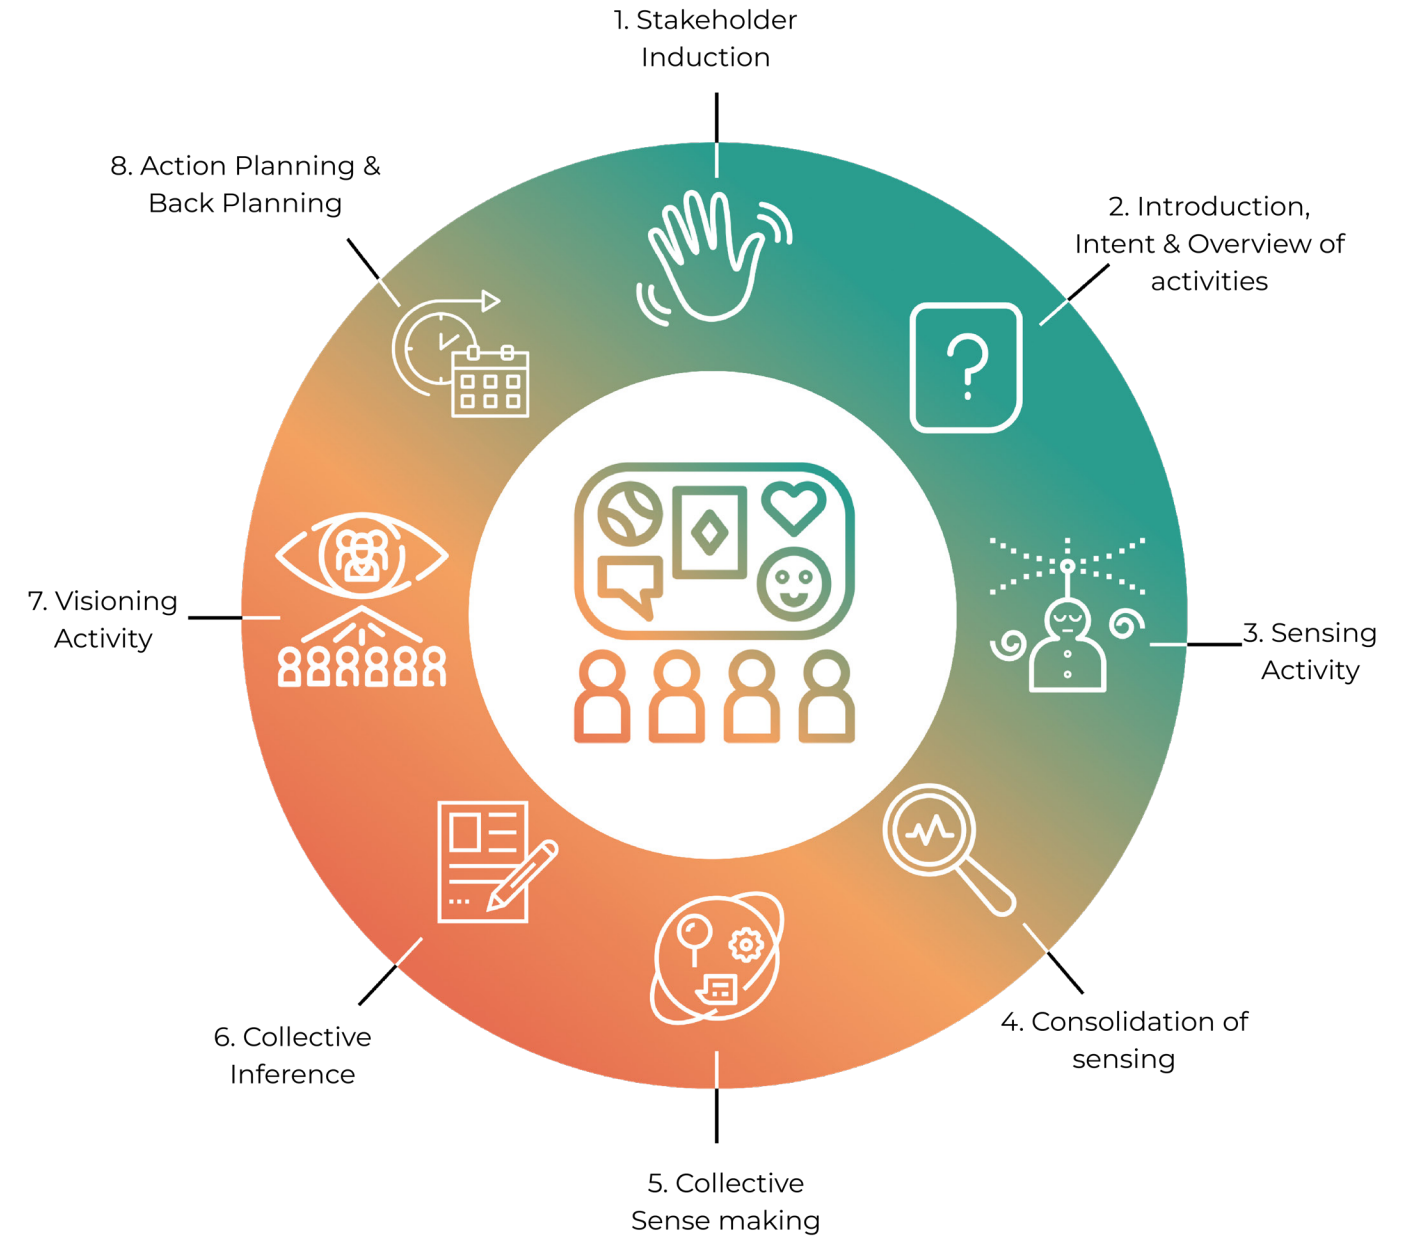 1. Stakeholder
Induction
2. Introduction,
Intent & Overview of
activities
3. Sensing
Activity
4. Consolidation of
sensing
5. Collective
Sense making
6. Collective
Inference
7. Visioning
Activity
8. Action Planning &
Back Planning
?